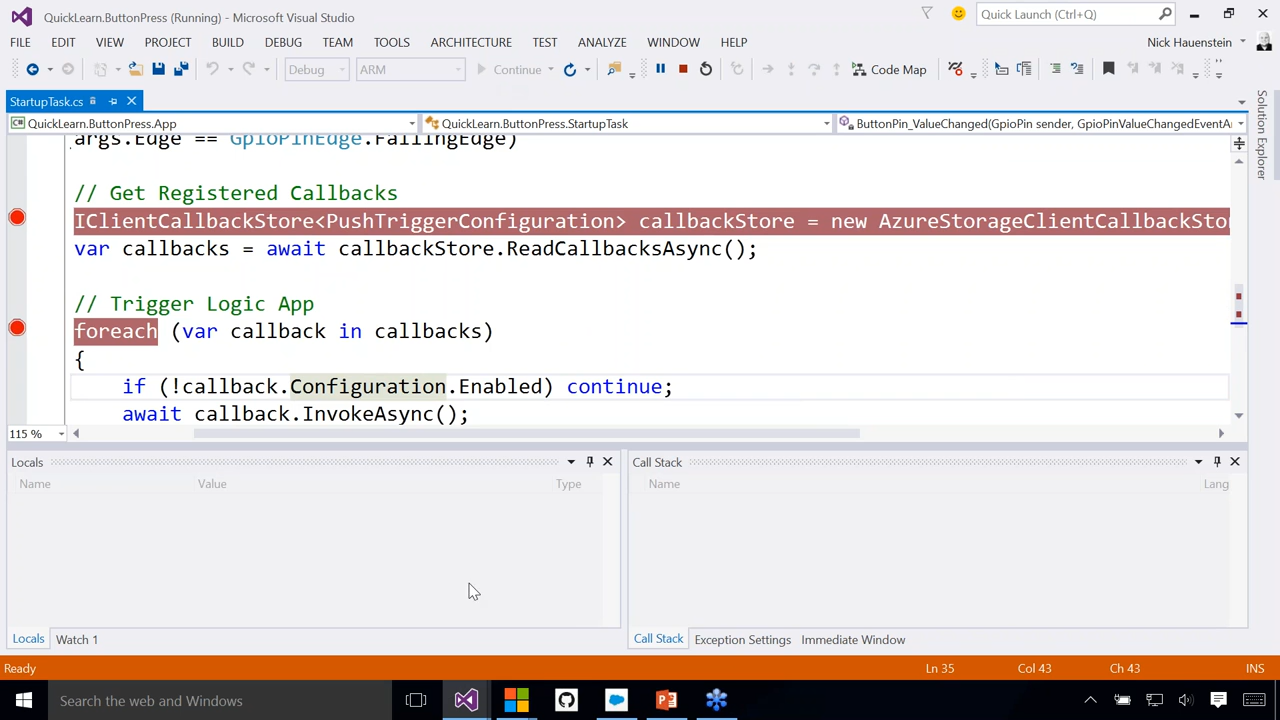 QuickLearn.ButtonPress (Running) - Microsoft Visual Studio
Quick Launch (Ctrl+Q)
FILE EDIT VIEW PROJECT BUILD DEBUG TEAM TOOLS ARCHITECTURE TEST ANALYZE WINDOW HELP
Nick Hauenstein
Debug ARM Continue Code Map
StartupTask.cs
QuickLearn.ButtonPress.App QuickLearn.ButtonPress.StartupTask ButtonPin_ValueChanged(GpioPin sender, GpioPinValueChangedEventAr
args.Edge == GpioPinEdge.FallingEdge)
// Get Registered Callbacks
IClientCallbackStore<PushTriggerConfiguration> callbackStore = new AzureStorageClientCallbackSto
var callbacks = await callbackStore.ReadCallbacksAsync();
// Trigger Logic App
foreach (var callback in callbacks)
{
if (!callback.Configuration.Enabled) continue;
await callback.InvokeAsync();
115 %
Locals
Name Value Type
Call Stack
Name Lang
Locals Watch 1
Call Stack Exception Settings Immediate Window
Ready Ln 35 Col 43 Ch 43 INS
Search the web and Windows
Solution Explorer